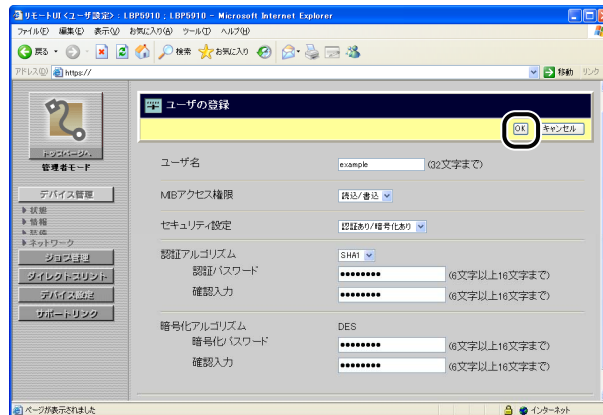 リモートUI <ユーザ設定> : LBP5910 ; LBP5910 - Microsoft Internet Explorer
ファイル(F) 編集(E) 表示(V) お気に入り(A) ツール(T) ヘルプ(H)
戻る 検索 お気に入り
アドレス(D) https:// 移動 リンク
ユーザの登録
OK キャンセル
トップページへ
管理者モード
ユーザ名 example (32文字まで)
デバイス管理
MIBアクセス権限 読込/書込
状態
情報
ネットワーク
セキュリティ設定 認証あり/暗号化あり
ジョブ管理
ダイレクトプリント
デバイス設定
サポートリンク
認証アルゴリズム SHA1
認証パスワード ●●●●●●●● (6文字以上16文字まで)
確認入力 ●●●●●●●● (6文字以上16文字まで)
暗号化アルゴリズム DES
暗号化パスワード ●●●●●●●● (6文字以上16文字まで)
確認入力 ●●●●●●●● (6文字以上16文字まで)
ページが表示されました インターネット